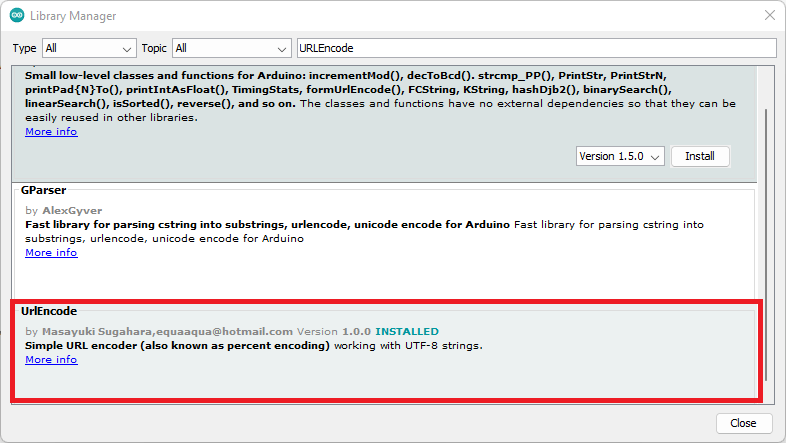 Library Manager
Type All Topic All URLEncode
Small low-level classes and functions for Arduino: incrementMod(), decToBcd(). strcmp_PP(), PrintStr, PrintStrN,
printPad{N}To(), printIntAsFloat(), TimingStats, formUrlEncode(), FCString, KString, hashDjb2(), binarySearch(),
linearSearch(), isSorted(), reverse(), and so on. The classes and functions have no external dependencies so that they can be
easily reused in other libraries.
More info
Version 1.5.0 Install
GParser
by AlexGyver
Fast library for parsing cstring into substrings, urlencode, unicode encode for Arduino Fast library for parsing cstring into
substrings, urlencode, unicode encode for Arduino
More info
UrlEncode
by Masayuki Sugahara,equaaqua@hotmail.com Version 1.0.0 INSTALLED
Simple URL encoder (also known as percent encoding) working with UTF-8 strings.
More info
Close